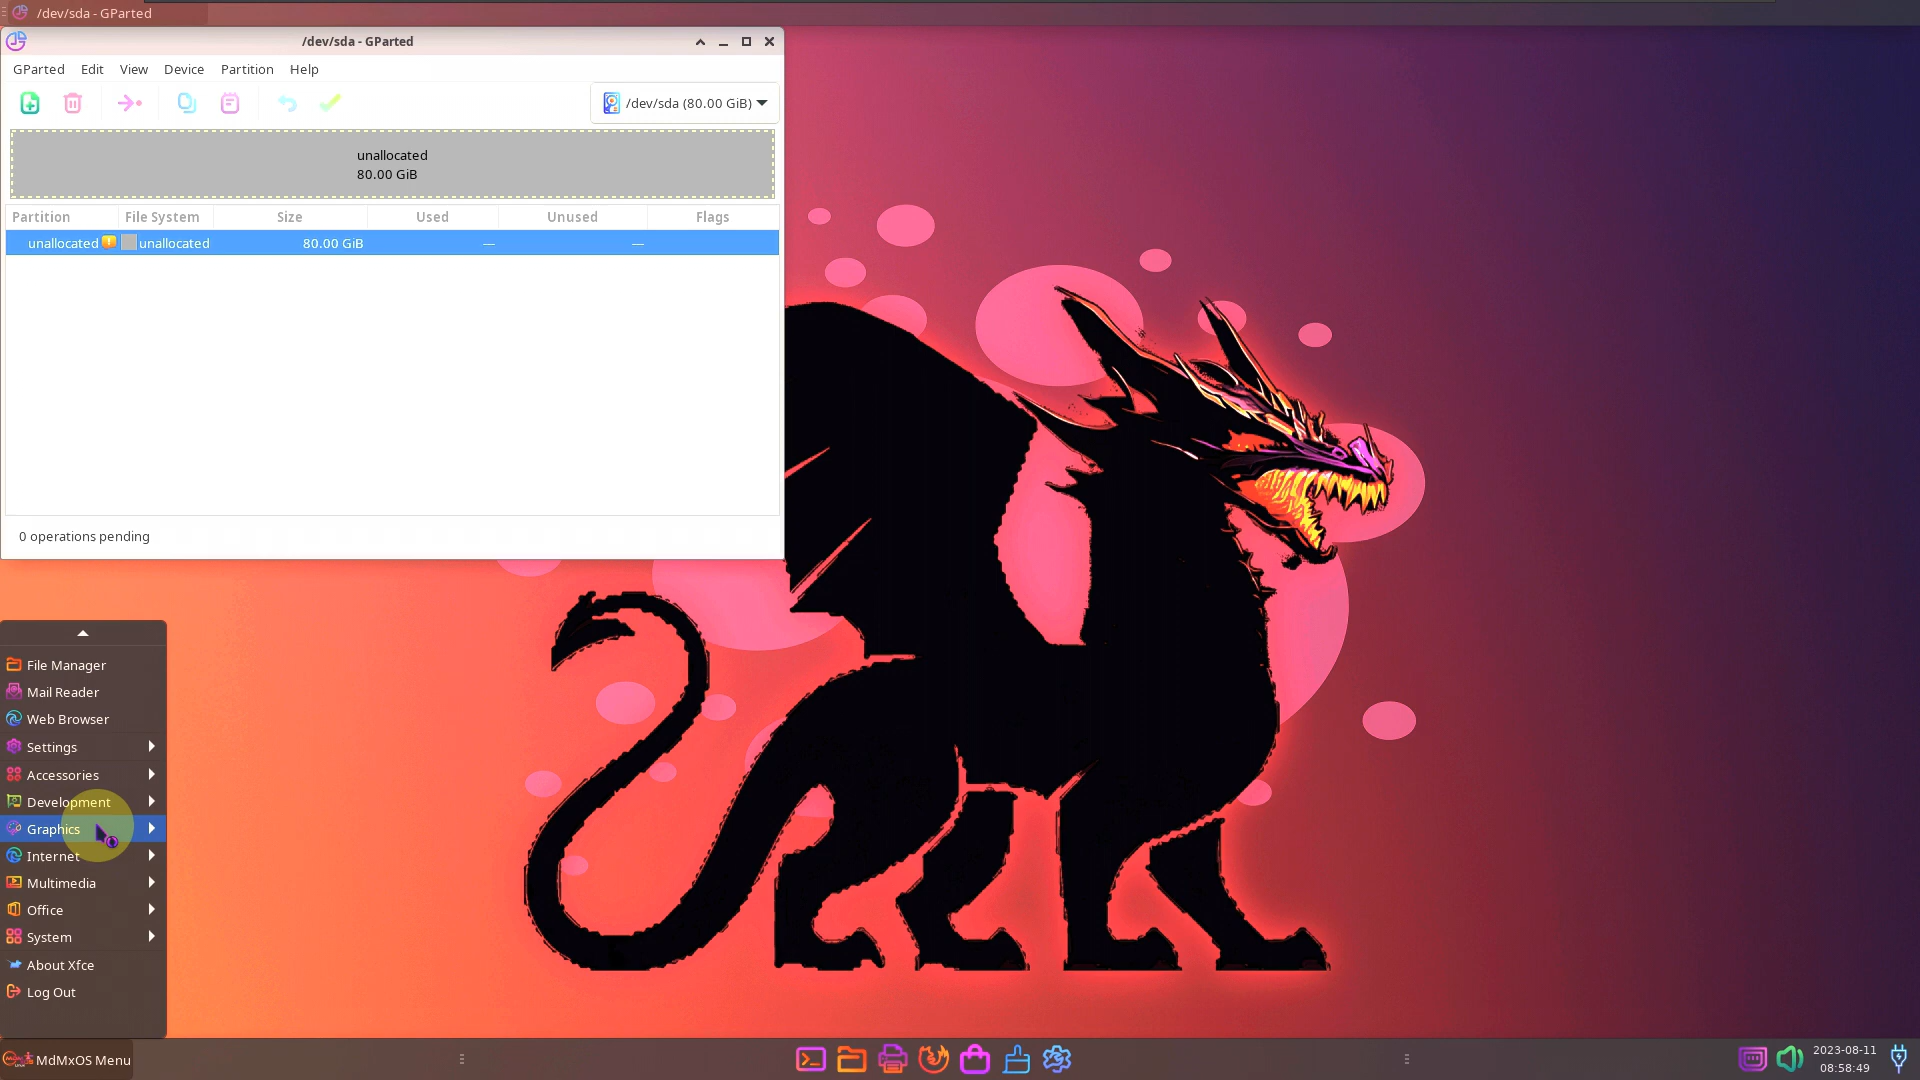 /dev/sda - GParted
/dev/sda - GParted
GParted Edit View Device Partition Help
/dev/sda (80.00 GiB)
unallocated
80.00 GiB
Partition File System Size Used Unused Flags
unallocated unallocated 80.00 GiB — —
0 operations pending
File Manager
Mail Reader
Web Browser
Settings
Accessories
Development
Graphics
Internet
Multimedia
Office
System
About Xfce
Log Out
MdMxOS Menu
2023-08-11
08:58:49